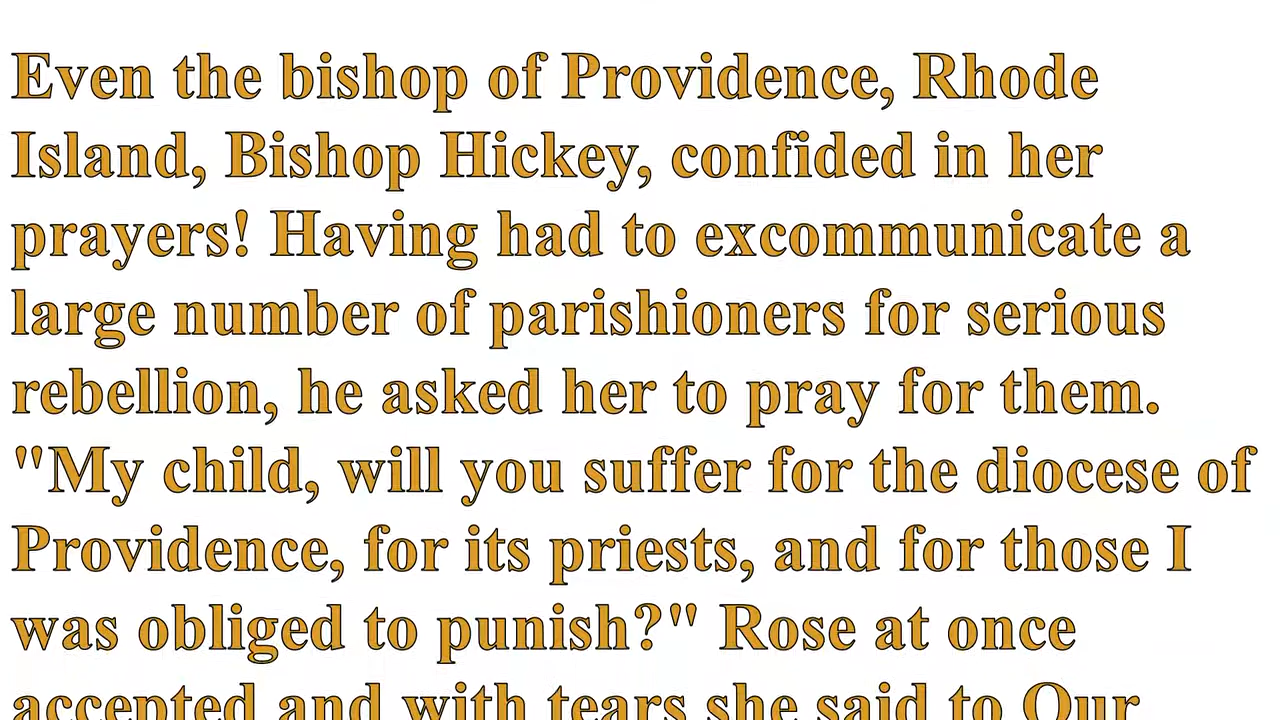 Even the bishop of Providence, Rhode
Island, Bishop Hickey, confided in her
prayers! Having had to excommunicate a
large number of parishioners for serious
rebellion, he asked her to pray for them.
"My child, will you suffer for the diocese of
Providence, for its priests, and for those I
was obliged to punish?" Rose at once
accepted and with tears she said to Our